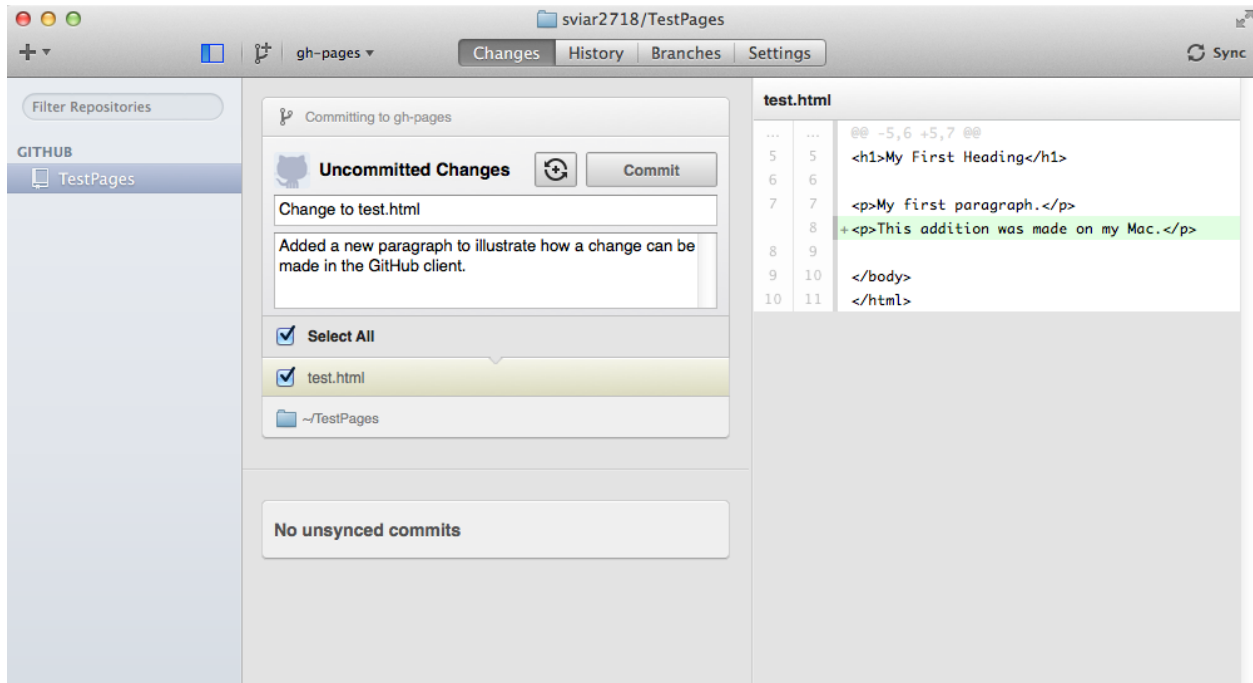 sviar2718/TestPages
gh-pages
Changes History Branches Settings
Sync
Filter Repositories
GITHUB
TestPages
Committing to gh-pages
Uncommitted Changes
Commit
Change to test.html
Added a new paragraph to illustrate how a change can be
made in the GitHub client.
Select All
test.html
~/TestPages
No unsynced commits
test.html
... ... @@ -5,6 +5,7 @@
5 5 <h1>My First Heading</h1>
6 6
7 7 <p>My first paragraph.</p>
8 +<p>This addition was made on my Mac.</p>
8 9
9 10 </body>
10 11 </html>